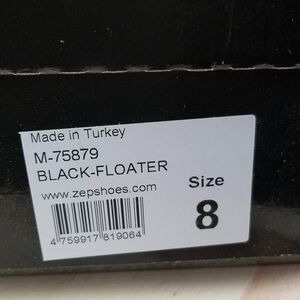 Made in Turkey
M-75879
BLACK-FLOATER
www.zepshoes.com
Size
8
4 759917 819064